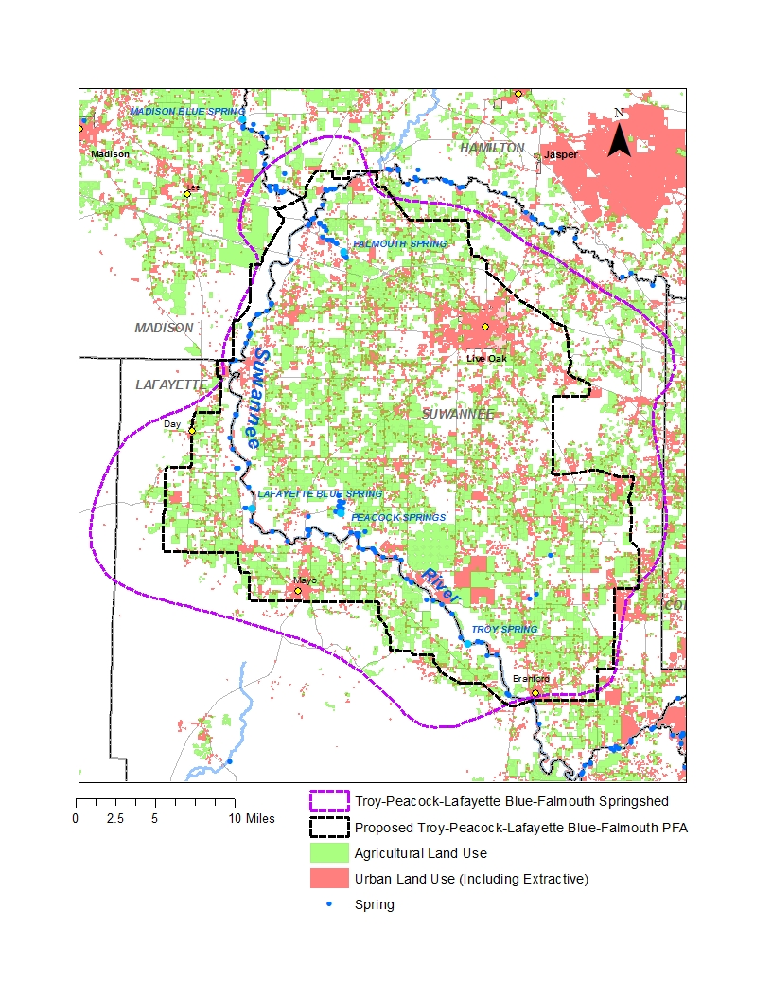 MADISON BLUE SPRING
N
HAMILTON
Jasper
Madison
Lee
FALMOUTH SPRING
MADISON
Live Oak
LAFAYETTE
Suwannee
SUWANNEE
Day
LAFAYETTE BLUE SPRING
PEACOCK SPRINGS
River
Mayo
TROY SPRING
Branford
0 2.5 5 10 Miles
Troy-Peacock-Lafayette Blue-Falmouth Springshed
Proposed Troy-Peacock-Lafayette Blue-Falmouth PFA
Agricultural Land Use
Urban Land Use (Including Extractive)
Spring